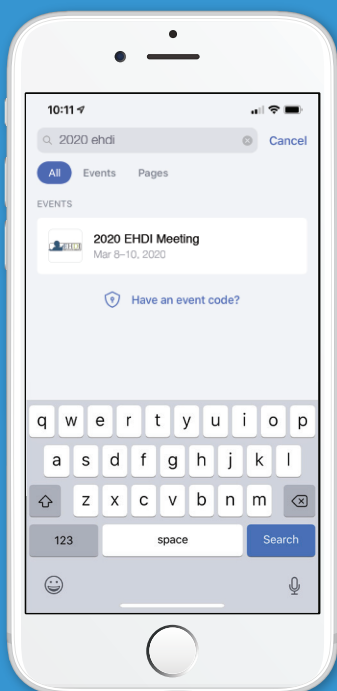 10:11
2020 ehdi
Cancel
All Events Pages
EVENTS
EHDI
2020 EHDI Meeting
Mar 8–10, 2020
Have an event code?
q w e r t y u i o p
a s d f g h j k l
z x c v b n m
123 space Search